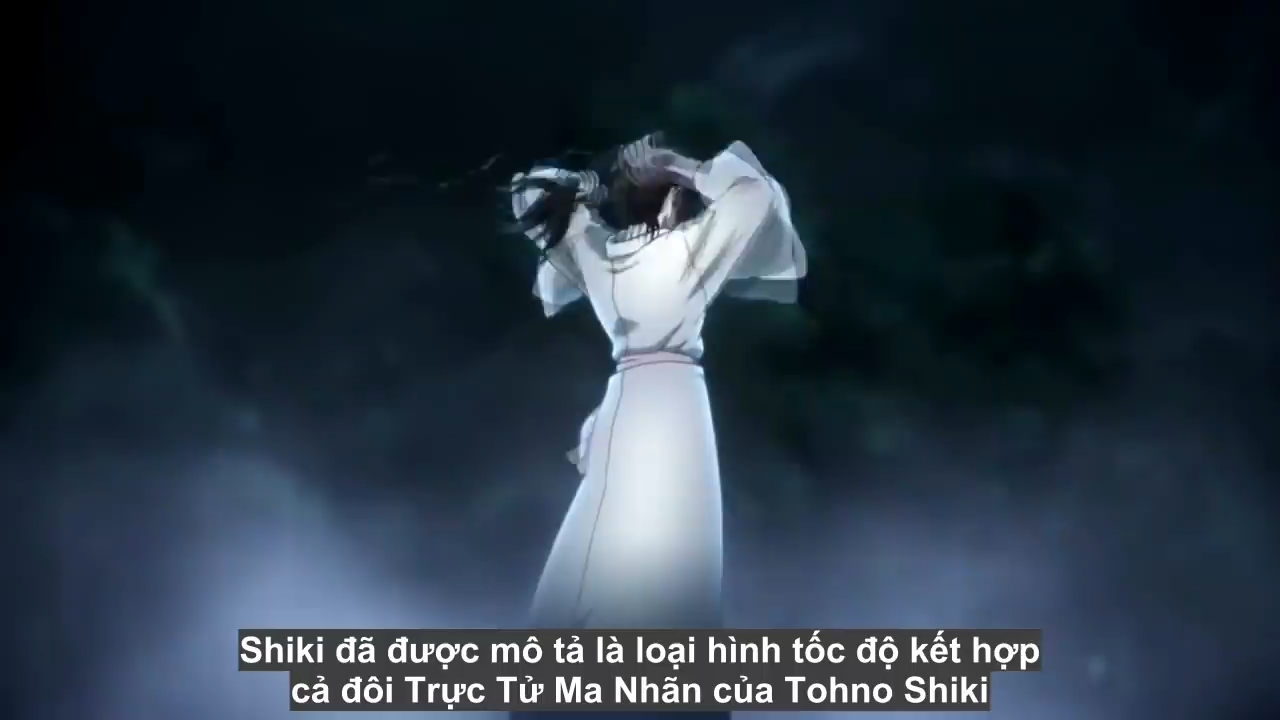 Shiki đã được mô tả là loại hình tốc độ kết hợp
cả đôi Trực Tử Ma Nhãn của Tohno Shiki